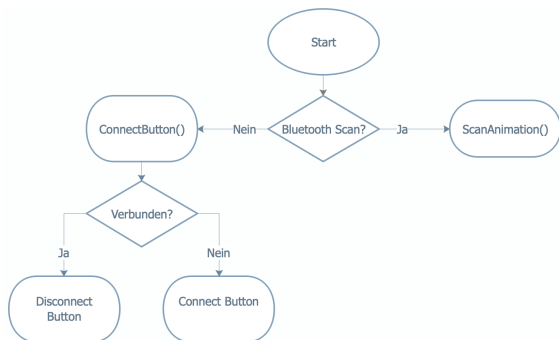 Start
ConnectButton()
Nein
Bluetooth Scan?
Ja
ScanAnimation()
Verbunden?
Ja
Nein
Disconnect
Button
Connect Button